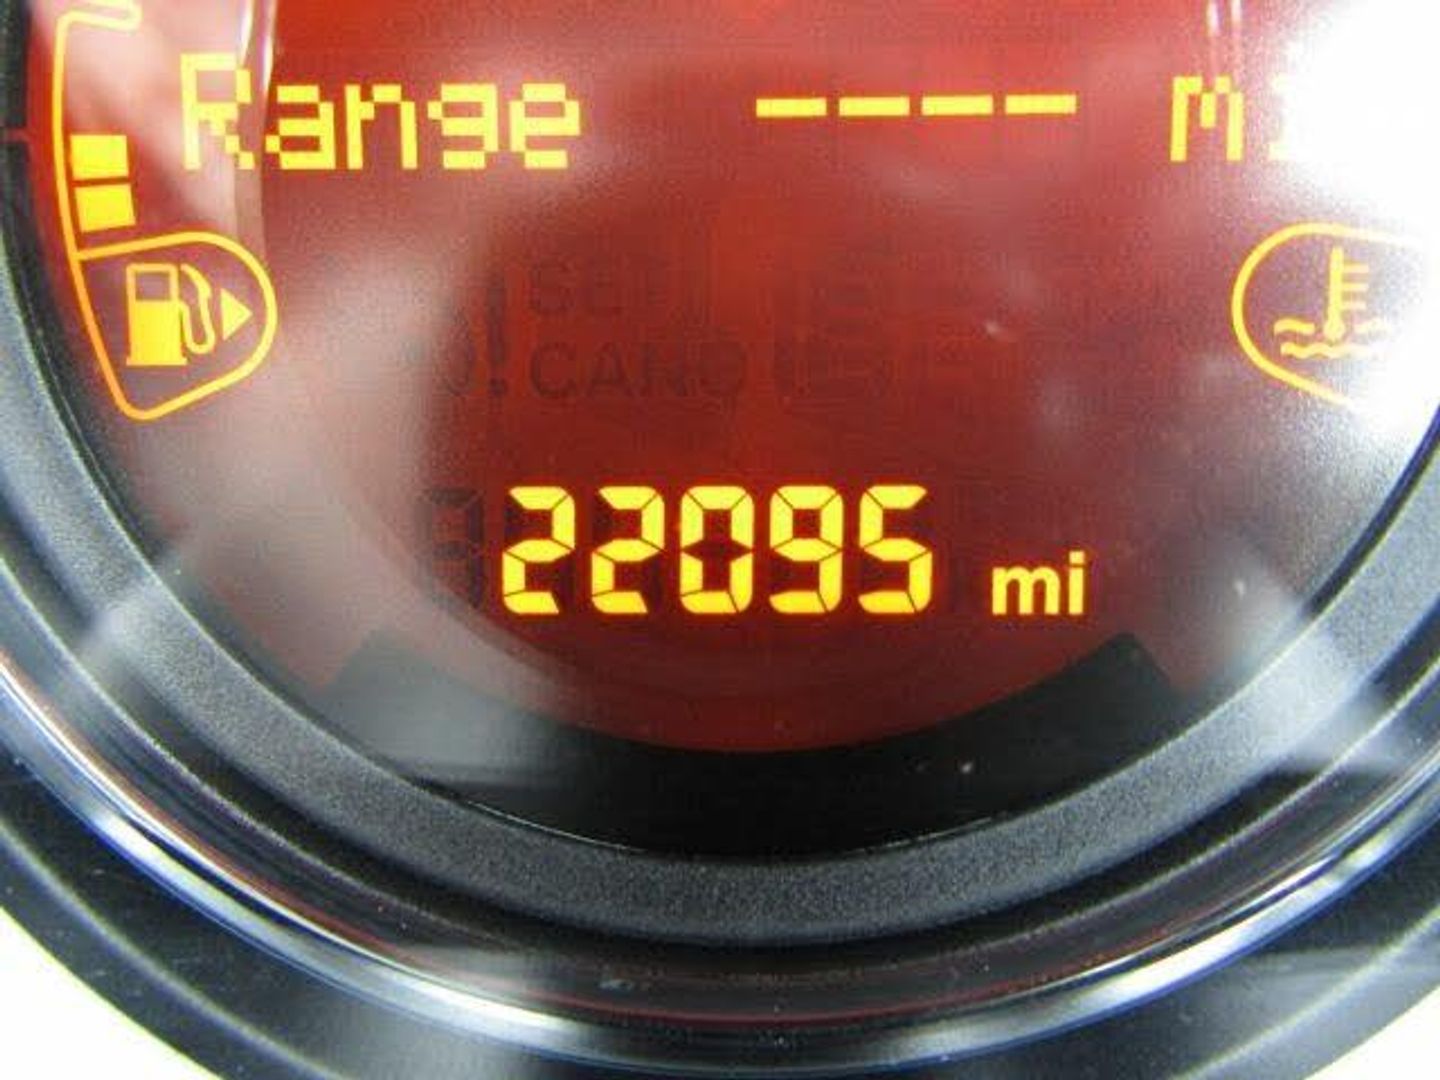 Range ---- mi
22095 mi